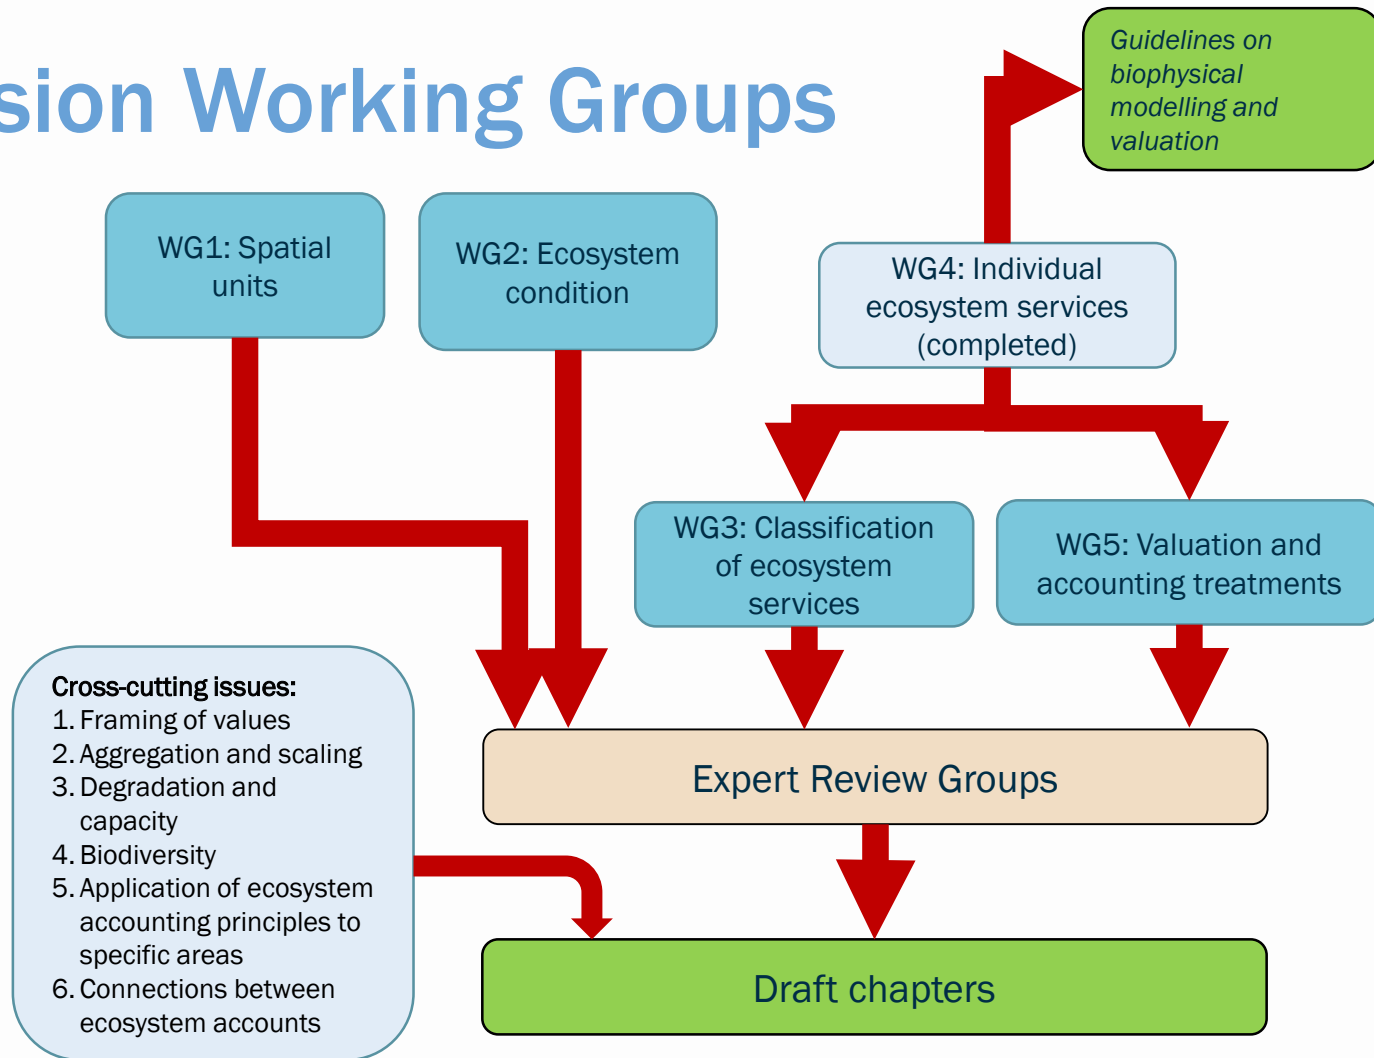 sion Working Groups
Guidelines on
biophysical
modelling and
valuation
WG1: Spatial
units
WG2: Ecosystem
condition
WG4: Individual
ecosystem services
(completed)
WG3: Classification
of ecosystem
services
WG5: Valuation and
accounting treatments
Cross-cutting issues:
1. Framing of values
2. Aggregation and scaling
3. Degradation and
capacity
4. Biodiversity
5. Application of ecosystem
accounting principles to
specific areas
6. Connections between
ecosystem accounts
Expert Review Groups
Draft chapters